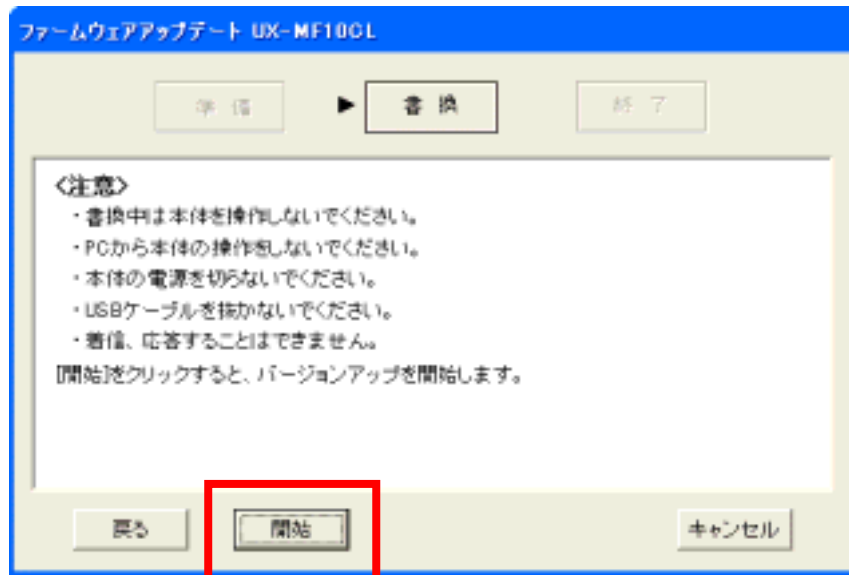 ファームウェアアップデート UX-MF10CL
準 備
▶ 書 換
終 了
<注意>
・書換中は本体を操作しないでください。
・PCから本体の操作をしないでください。
・本体の電源を切らないでください。
・USBケーブルを抜かないでください。
・着信、応答することはできません。
[開始]をクリックすると、バージョンアップを開始します。
戻る
開始
キャンセル